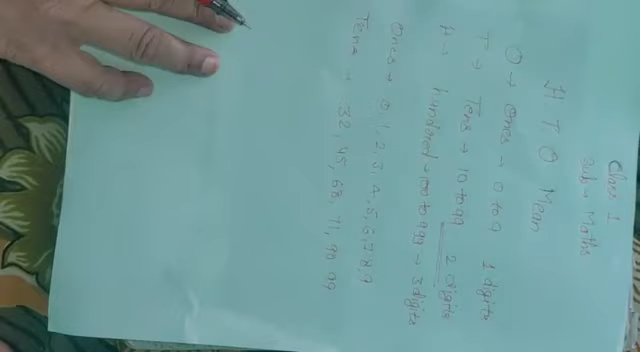 Class 1
Sub → Maths
H T O Mean
O → Ones → 0 to 9 1 digits
T → Tens → 10 to 99 2 digits
H → hundered → 100 to 999 → 3 digits
Ones → 0, 1, 2, 3, 4, 5, 6, 7, 8, 9
Tens → 32, 45, 68, 71, 90 99